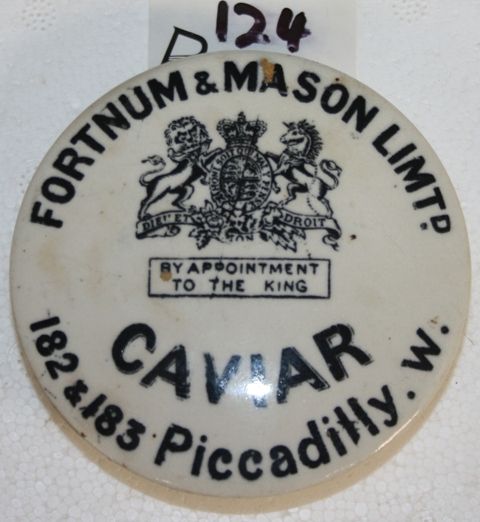 124
FORTNUM & MASON LIMTD
DIEU ET MON DROIT
BY APPOINTMENT
TO THE KING
CAVIAR
182 & 183 Piccadilly. W.